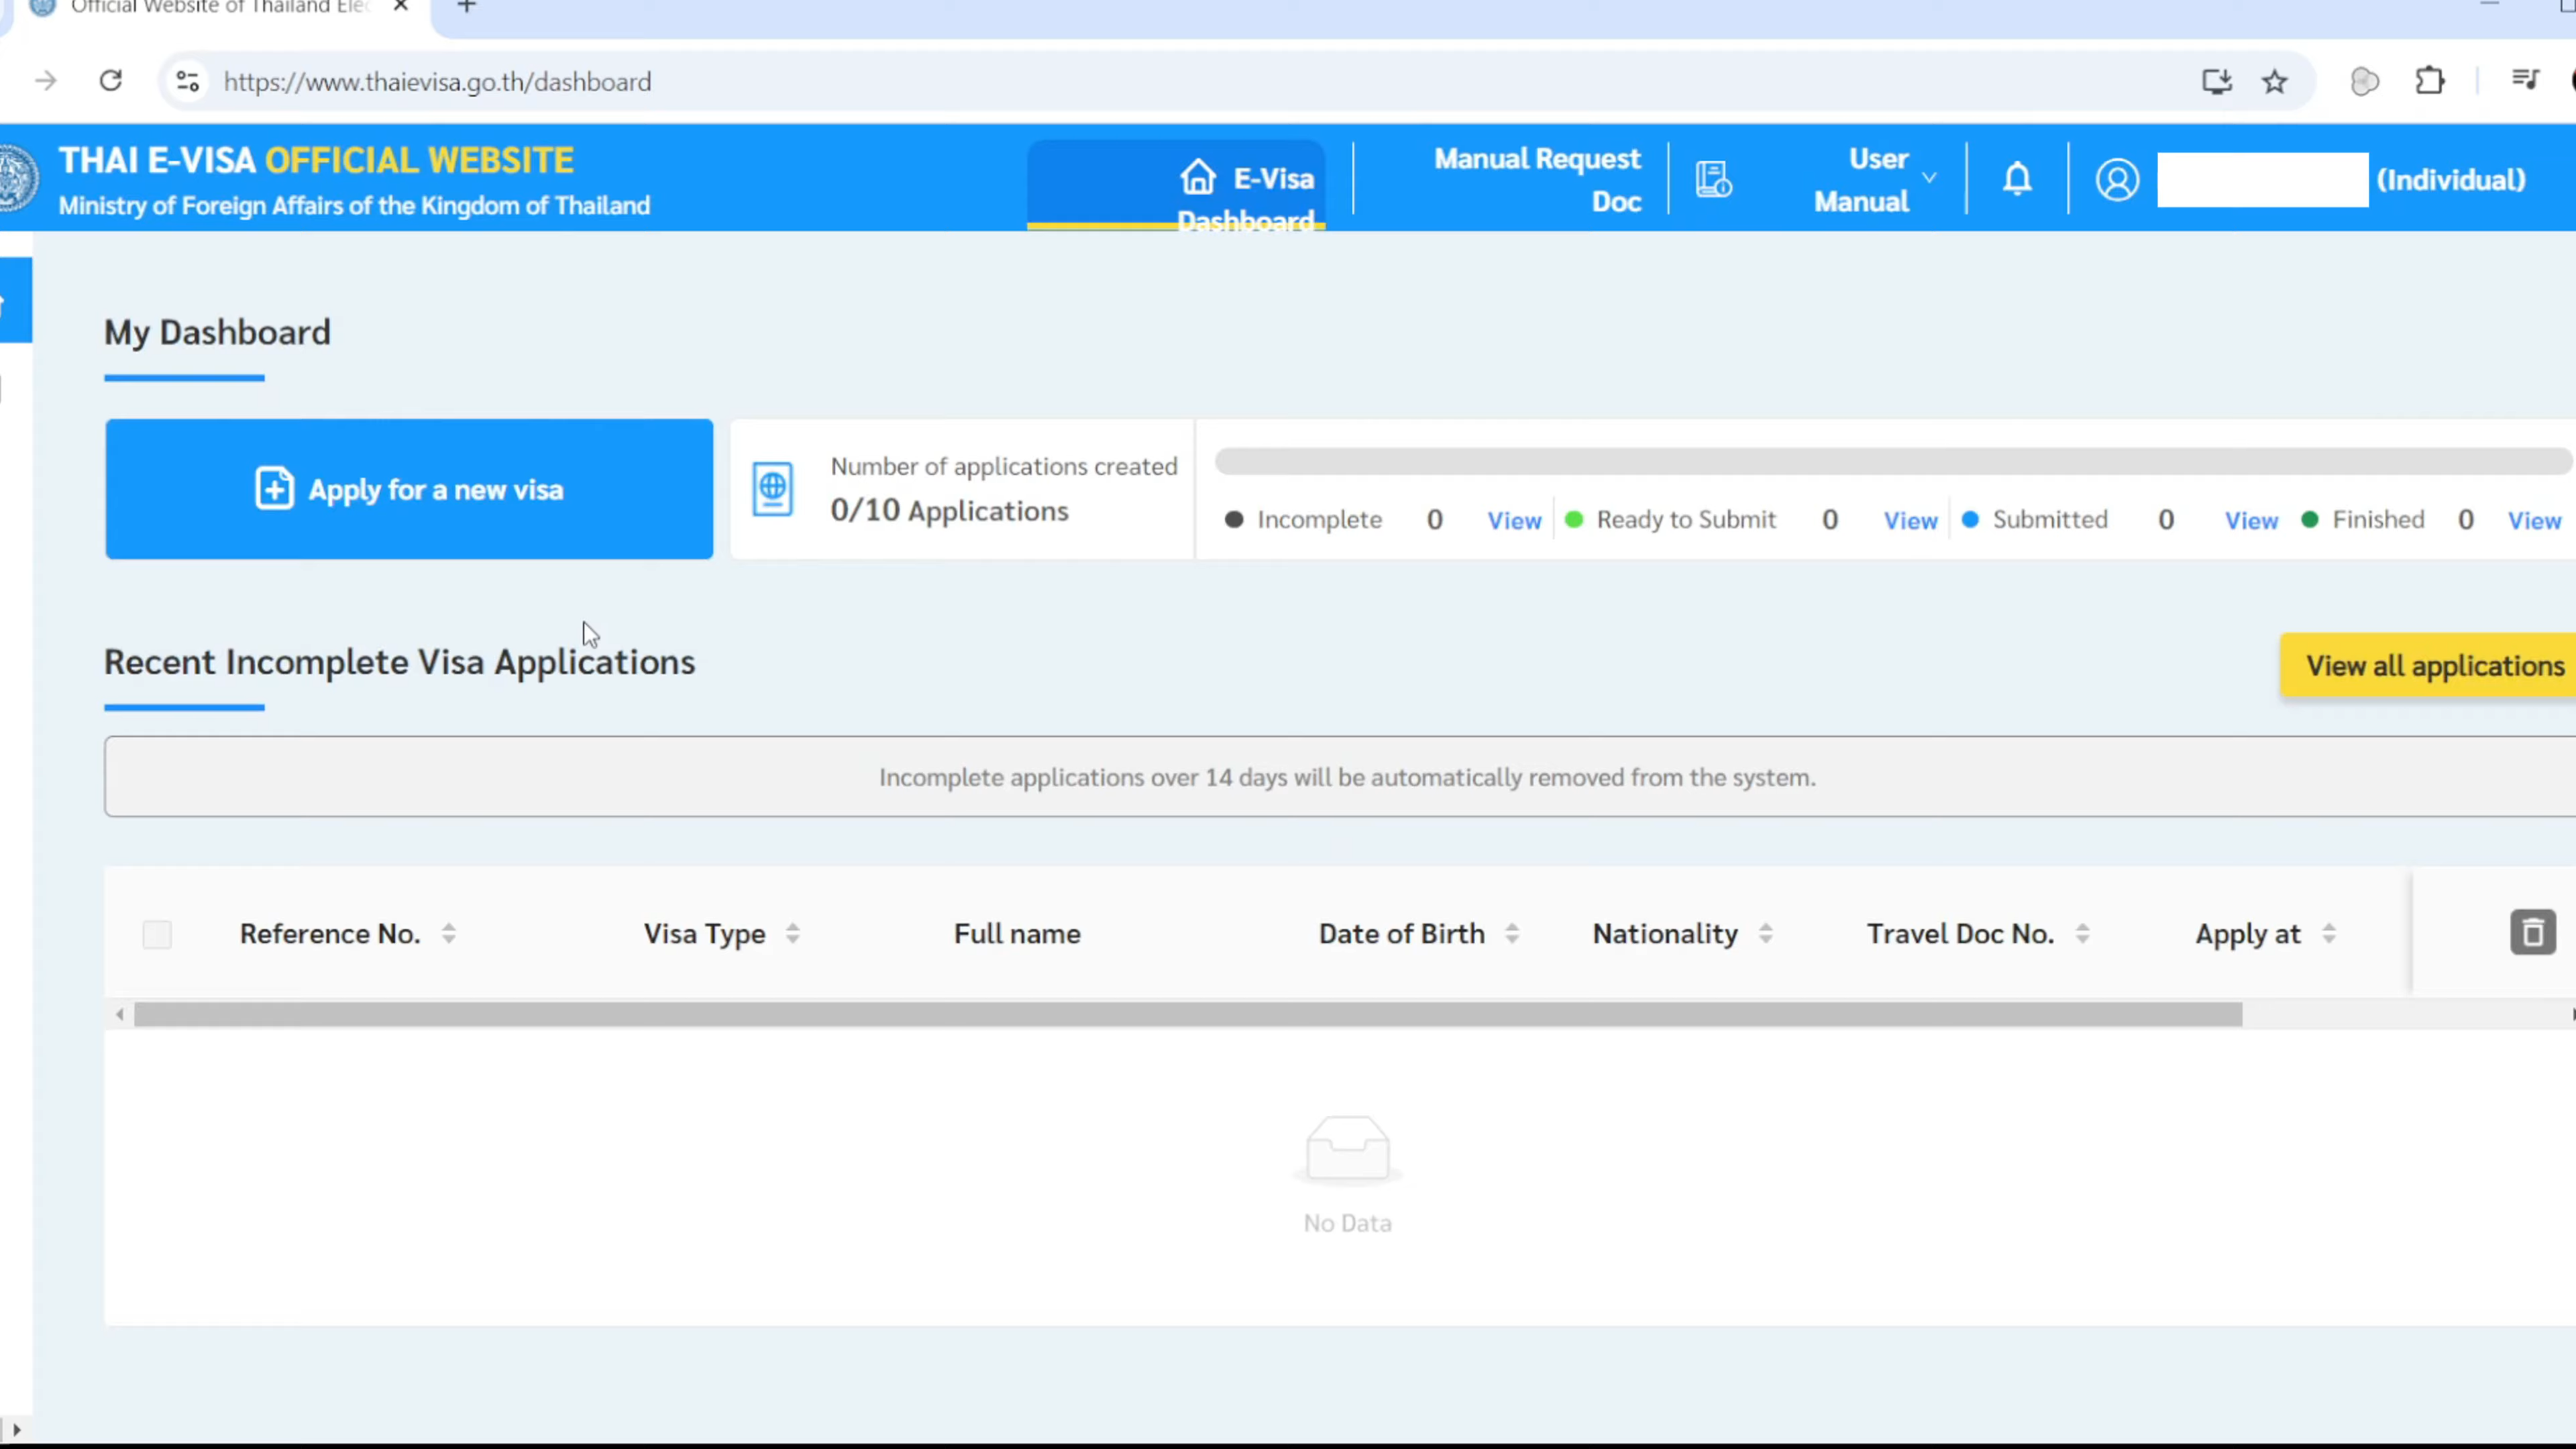 Official Website of Thailand Elec
https://www.thaievisa.go.th/dashboard
THAI E-VISA OFFICIAL WEBSITE
Ministry of Foreign Affairs of the Kingdom of Thailand
E-Visa
Dashboard
Manual Request
Doc
User
Manual
(Individual)
My Dashboard
Apply for a new visa
Number of applications created
0/10 Applications
Incomplete 0 View
Ready to Submit 0 View
Submitted 0 View
Finished 0 View
Recent Incomplete Visa Applications
View all applications
Incomplete applications over 14 days will be automatically removed from the system.
Reference No. Visa Type Full name Date of Birth Nationality Travel Doc No. Apply at
No Data